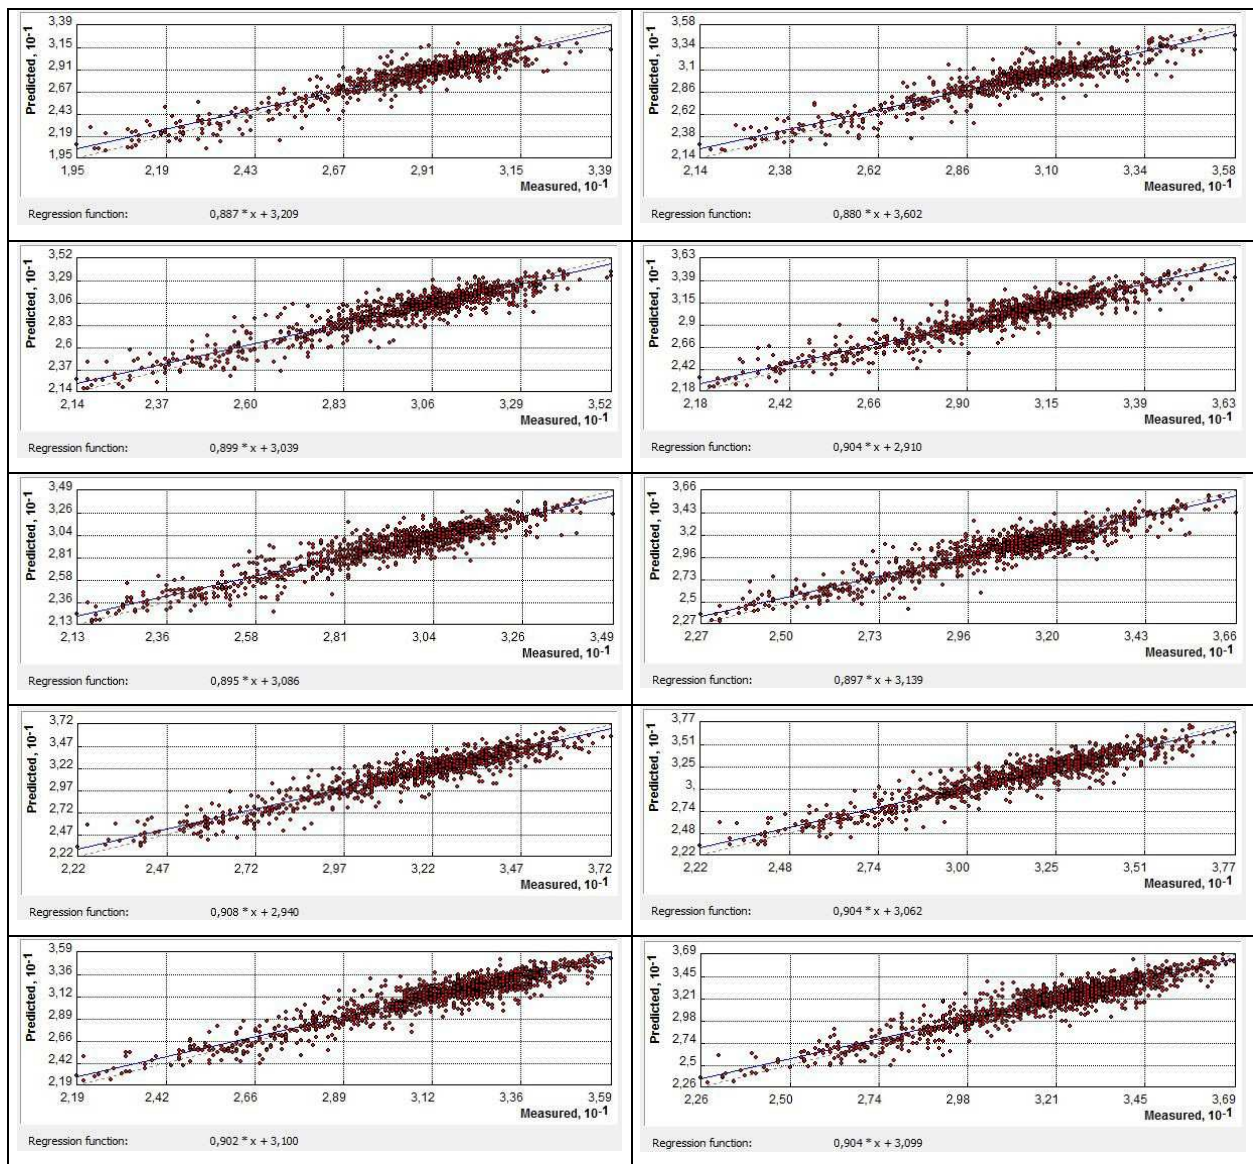 Predicted, 10-1
3,39
3,15
2,91
2,67
2,43
2,19
1,95
1,95 2,19 2,43 2,67 2,91 3,15 3,39
Measured, 10-1
Regression function: 0,887 * x + 3,209
Predicted, 10-1
3,58
3,34
3,1
2,86
2,62
2,38
2,14
2,14 2,38 2,62 2,86 3,10 3,34 3,58
Measured, 10-1
Regression function: 0,880 * x + 3,602
Predicted, 10-1
3,52
3,29
3,06
2,83
2,6
2,37
2,14
2,14 2,37 2,60 2,83 3,06 3,29 3,52
Measured, 10-1
Regression function: 0,899 * x + 3,039
Predicted, 10-1
3,63
3,39
3,15
2,9
2,66
2,42
2,18
2,18 2,42 2,66 2,90 3,15 3,39 3,63
Measured, 10-1
Regression function: 0,904 * x + 2,910
Predicted, 10-1
3,49
3,26
3,04
2,81
2,58
2,36
2,13
2,13 2,36 2,58 2,81 3,04 3,26 3,49
Measured, 10-1
Regression function: 0,895 * x + 3,086
Predicted, 10-1
3,66
3,43
3,2
2,96
2,73
2,5
2,27
2,27 2,50 2,73 2,96 3,20 3,43 3,66
Measured, 10-1
Regression function: 0,897 * x + 3,139
Predicted, 10-1
3,72
3,47
3,22
2,97
2,72
2,47
2,22
2,22 2,47 2,72 2,97 3,22 3,47 3,72
Measured, 10-1
Regression function: 0,908 * x + 2,940
Predicted, 10-1
3,77
3,51
3,25
3,
2,74
2,48
2,22
2,22 2,48 2,74 3,00 3,25 3,51 3,77
Measured, 10-1
Regression function: 0,904 * x + 3,062
Predicted, 10-1
3,59
3,36
3,12
2,89
2,66
2,42
2,19
2,19 2,42 2,66 2,89 3,12 3,36 3,59
Measured, 10-1
Regression function: 0,902 * x + 3,100
Predicted, 10-1
3,69
3,45
3,21
2,98
2,74
2,5
2,26
2,26 2,50 2,74 2,98 3,21 3,45 3,69
Measured, 10-1
Regression function: 0,904 * x + 3,099